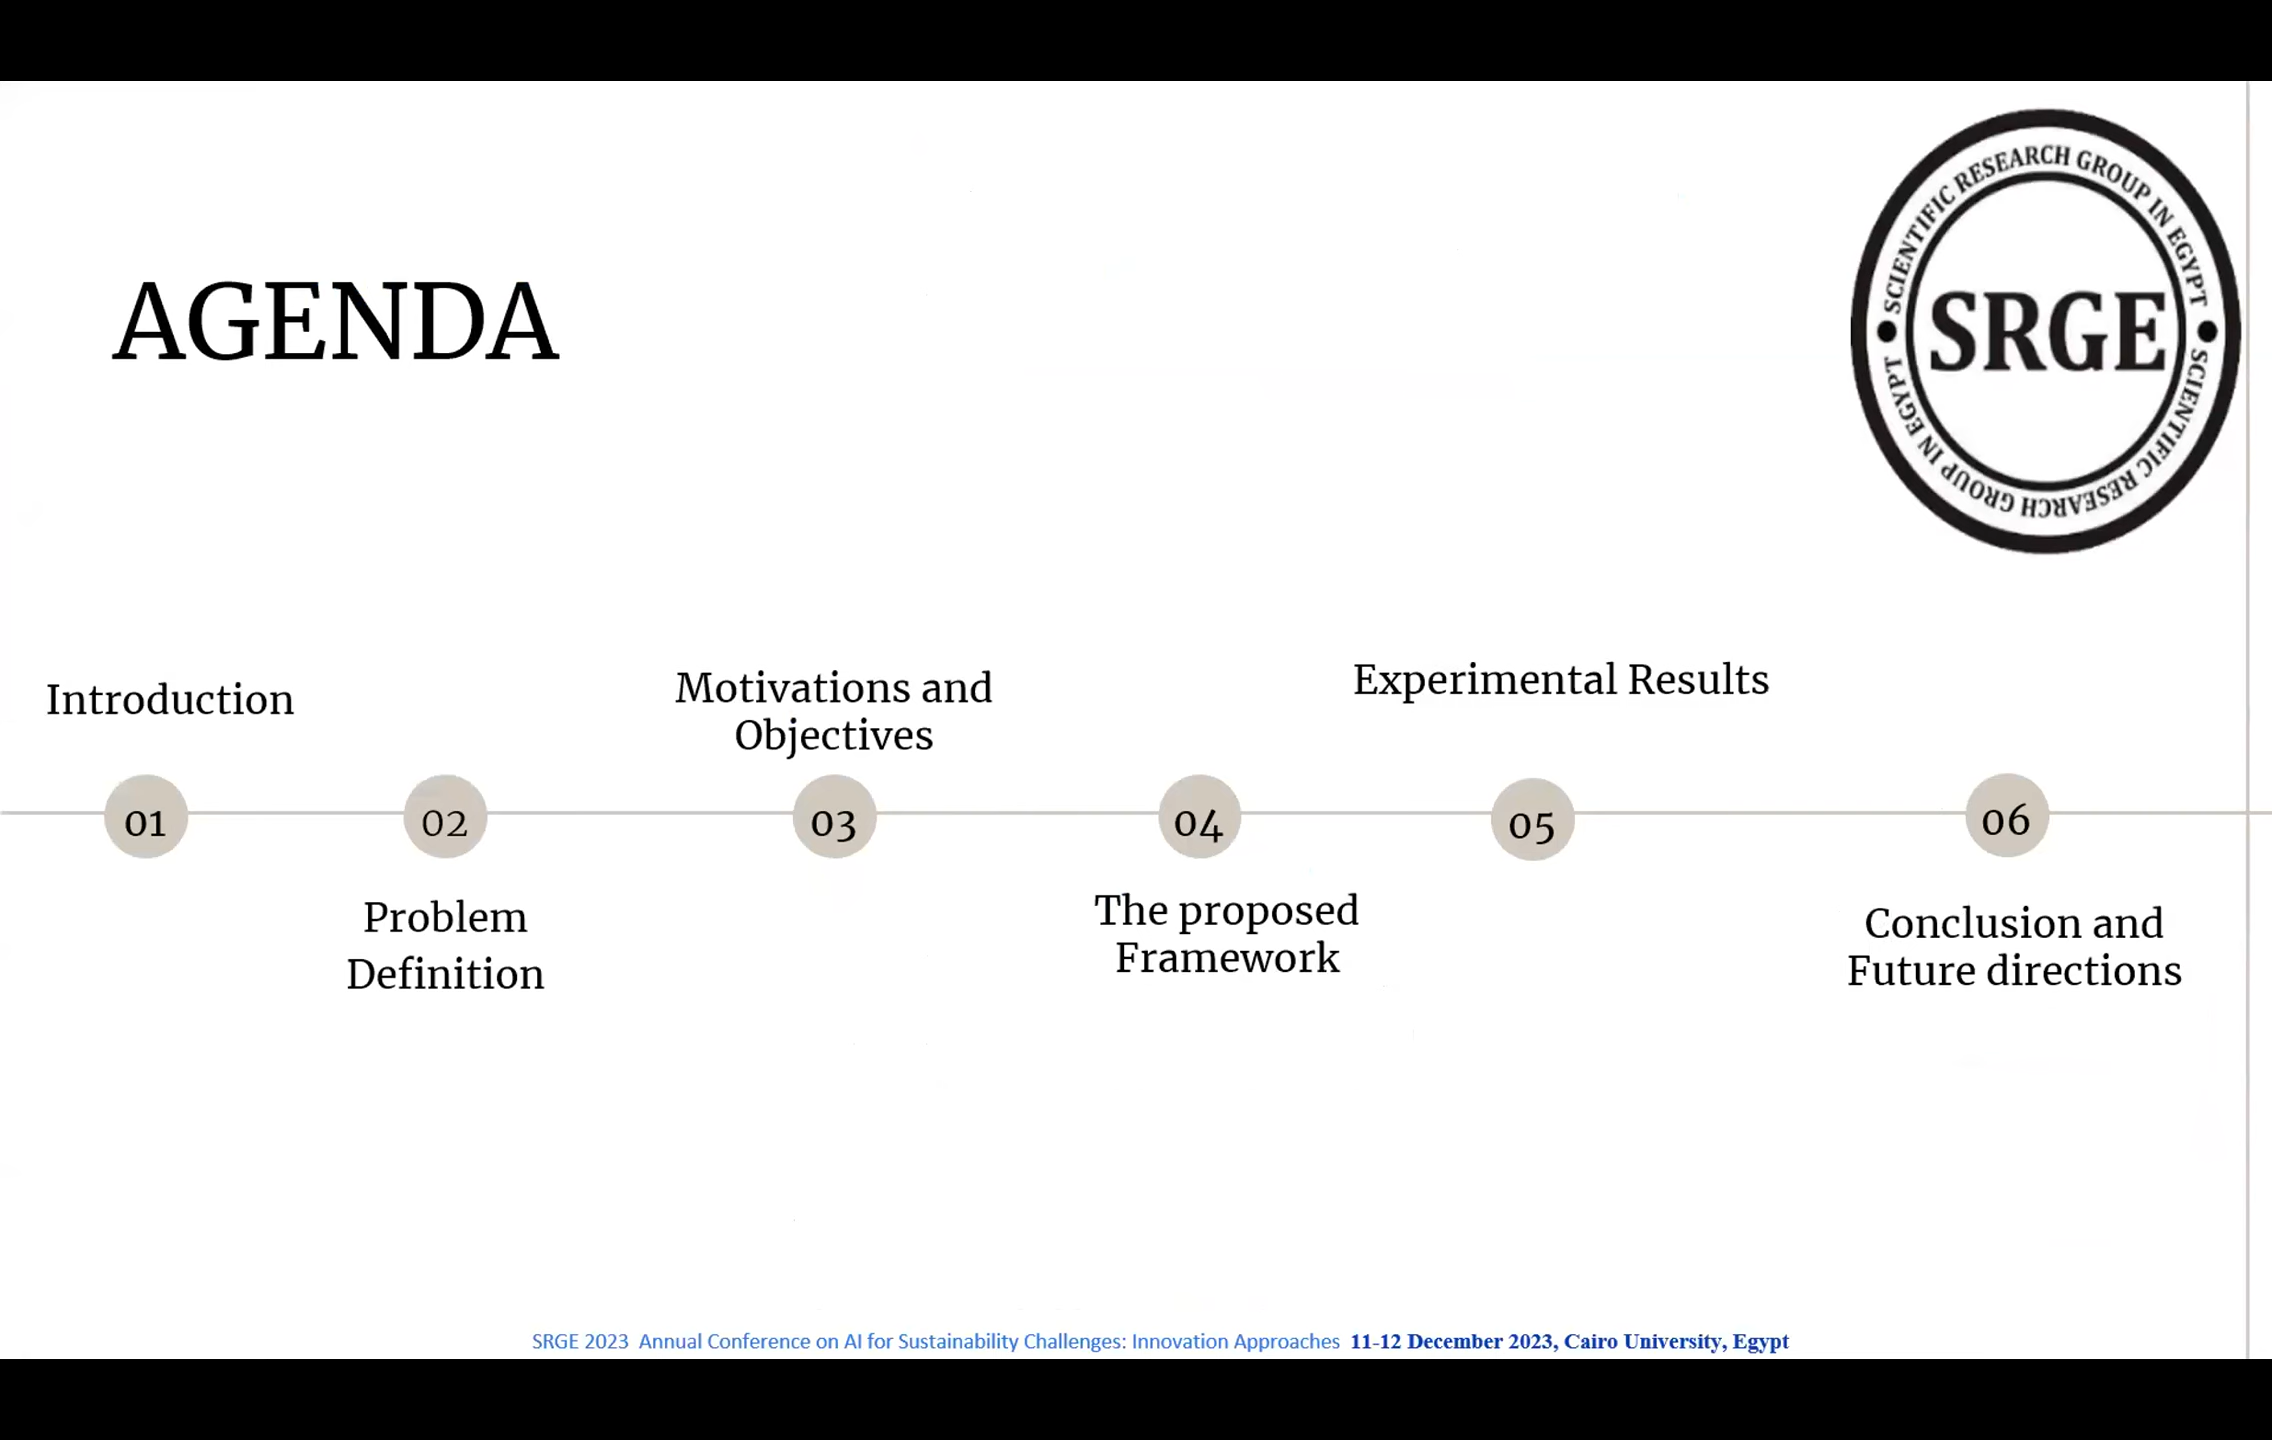 SCIENTIFIC RESEARCH GROUP IN EGYPT
SRGE
SCIENTIFIC RESEARCH GROUP IN EGYPT
AGENDA
Introduction
01
Problem
Definition
02
Motivations and
Objectives
03
The proposed
Framework
04
Experimental Results
05
Conclusion and
Future directions
06
SRGE 2023 Annual Conference on AI for Sustainability Challenges: Innovation Approaches 11-12 December 2023, Cairo University, Egypt